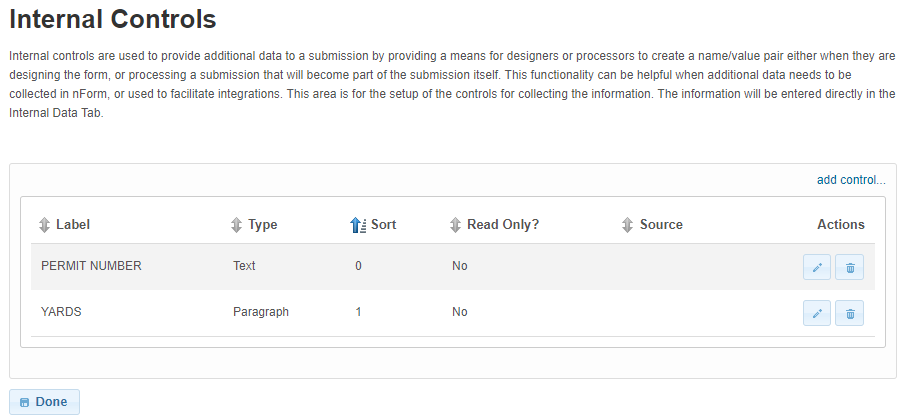 Internal Controls
Internal controls are used to provide additional data to a submission by providing a means for designers or processors to create a name/value pair either when they are
designing the form, or processing a submission that will become part of the submission itself. This functionality can be helpful when additional data needs to be
collected in nForm, or used to facilitate integrations. This area is for the setup of the controls for collecting the information. The information will be entered directly in the
Internal Data Tab.
add control...
Label Type Sort Read Only? Source Actions
PERMIT NUMBER Text 0 No
YARDS Paragraph 1 No
Done